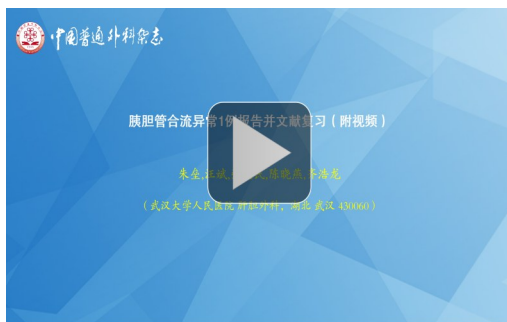 中国普通外科杂志
胰胆管合流异常1例报告并文献复习（附视频）
朱垒,汪斌,陈晓燕,李浩龙
（武汉大学人民医院 肝胆外科，湖北 武汉 430060）